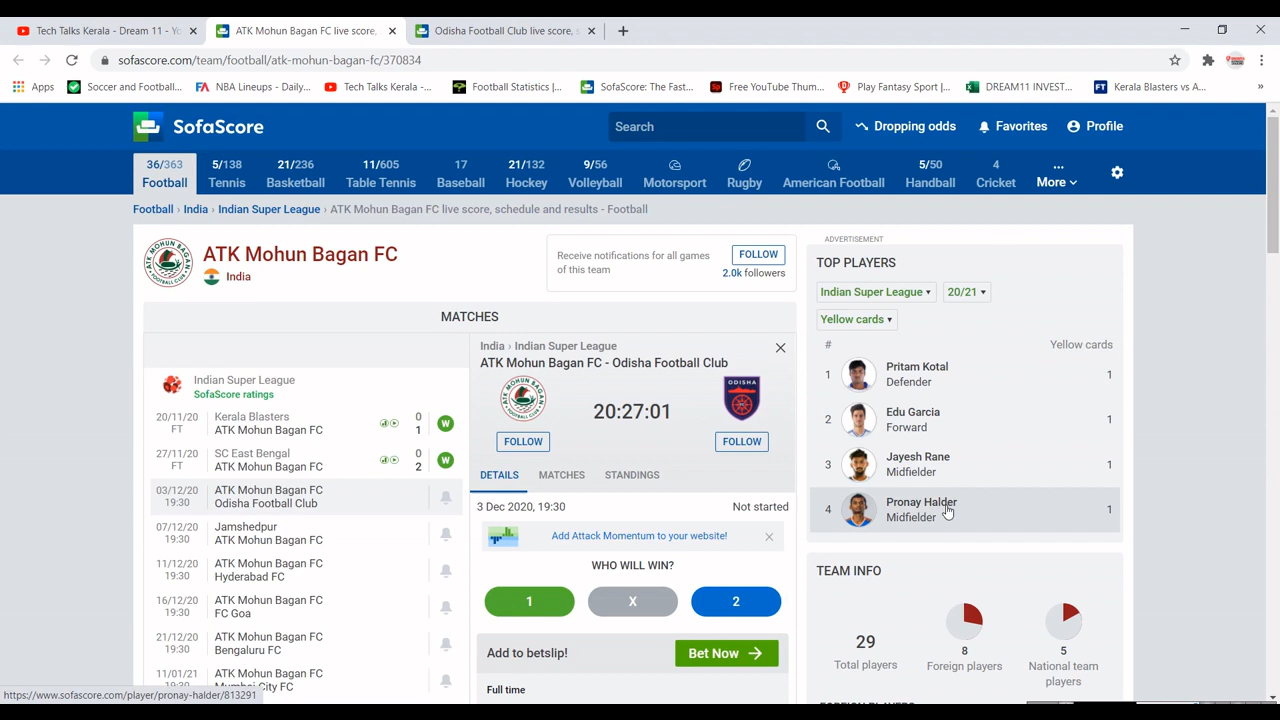 Tech Talks Kerala - Dream 11 - Yo
ATK Mohun Bagan FC live score,
Odisha Football Club live score, s
sofascore.com/team/football/atk-mohun-bagan-fc/370834
Apps
Soccer and Football...
NBA Lineups - Daily...
Tech Talks Kerala -...
Football Statistics |...
SofaScore: The Fast...
Free YouTube Thum...
Play Fantasy Sport |...
DREAM11 INVEST...
Kerala Blasters vs A...
»
SofaScore
Search
Dropping odds
Favorites
Profile
36/363 5/138 21/236 11/605 17 21/132 9/56 5/50 4 ...
Football Tennis Basketball Table Tennis Baseball Hockey Volleyball Motorsport Rugby American Football Handball Cricket More
Football › India › Indian Super League › ATK Mohun Bagan FC live score, schedule and results - Football
ATK Mohun Bagan FC
India
Receive notifications for all games
of this team
FOLLOW
2.0k followers
MATCHES
Indian Super League
SofaScore ratings
20/11/20 Kerala Blasters 0
FT ATK Mohun Bagan FC 1
W
27/11/20 SC East Bengal 0
FT ATK Mohun Bagan FC 2
W
03/12/20 ATK Mohun Bagan FC
19:30 Odisha Football Club
07/12/20 Jamshedpur
19:30 ATK Mohun Bagan FC
11/12/20 ATK Mohun Bagan FC
19:30 Hyderabad FC
16/12/20 ATK Mohun Bagan FC
19:30 FC Goa
21/12/20 ATK Mohun Bagan FC
19:30 Bengaluru FC
11/01/21 ATK Mohun Bagan FC
19:30 Mumbai City FC
https://www.sofascore.com/player/pronay-halder/813291
India › Indian Super League
ATK Mohun Bagan FC - Odisha Football Club
20:27:01
ODISHA
FOLLOW
FOLLOW
DETAILS MATCHES STANDINGS
3 Dec 2020, 19:30 Not started
Add Attack Momentum to your website!
WHO WILL WIN?
1 X 2
Add to betslip!
Bet Now
Full time
ADVERTISEMENT
TOP PLAYERS
Indian Super League 20/21
Yellow cards
# Yellow cards
1 Pritam Kotal 1
Defender
2 Edu Garcia 1
Forward
3 Jayesh Rane 1
Midfielder
4 Pronay Halder 1
Midfielder
TEAM INFO
29
Total players
8
Foreign players
5
National team
players